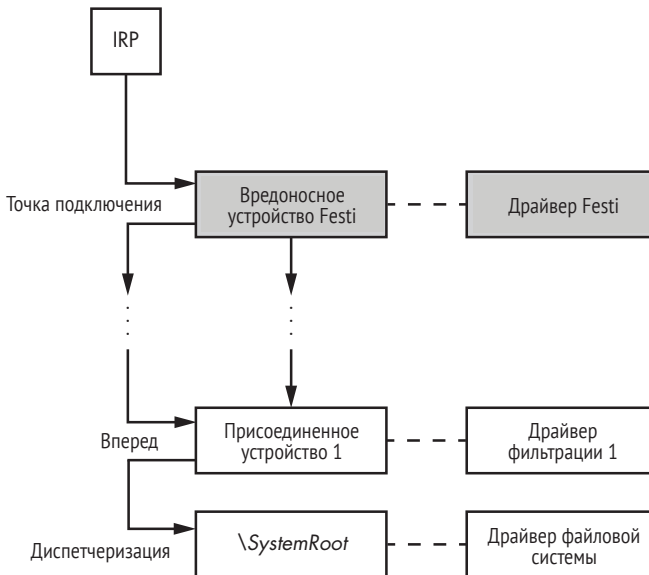 IRP
Точка подключения
Вредоносное
устройство Festi
Драйвер Festi
Вперед
Присоединенное
устройство 1
Драйвер
фильтрации 1
Диспетчеризация
\SystemRoot
Драйвер файловой
системы